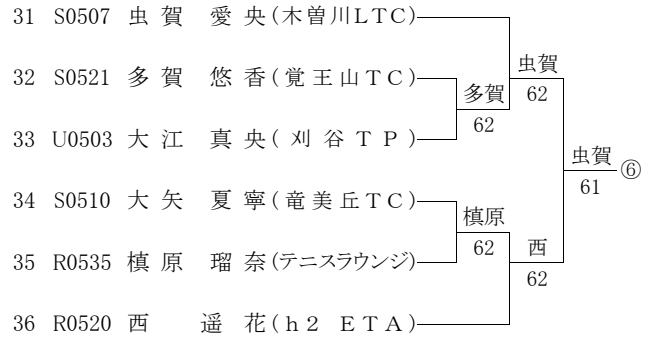 31 S0507 虫賀 愛央(木曽川LTC)
虫賀
32 S0521 多賀 悠香(覚王山TC)
多賀 62
62
33 U0503 大江 真央(刈谷TP)
虫賀 ⑥
61
34 S0510 大矢 夏寧(竜美丘TC)
槙原
62 西
35 R0535 槙原 瑠奈(テニスラウンジ)
62
36 R0520 西 遥花(h2 ETA)